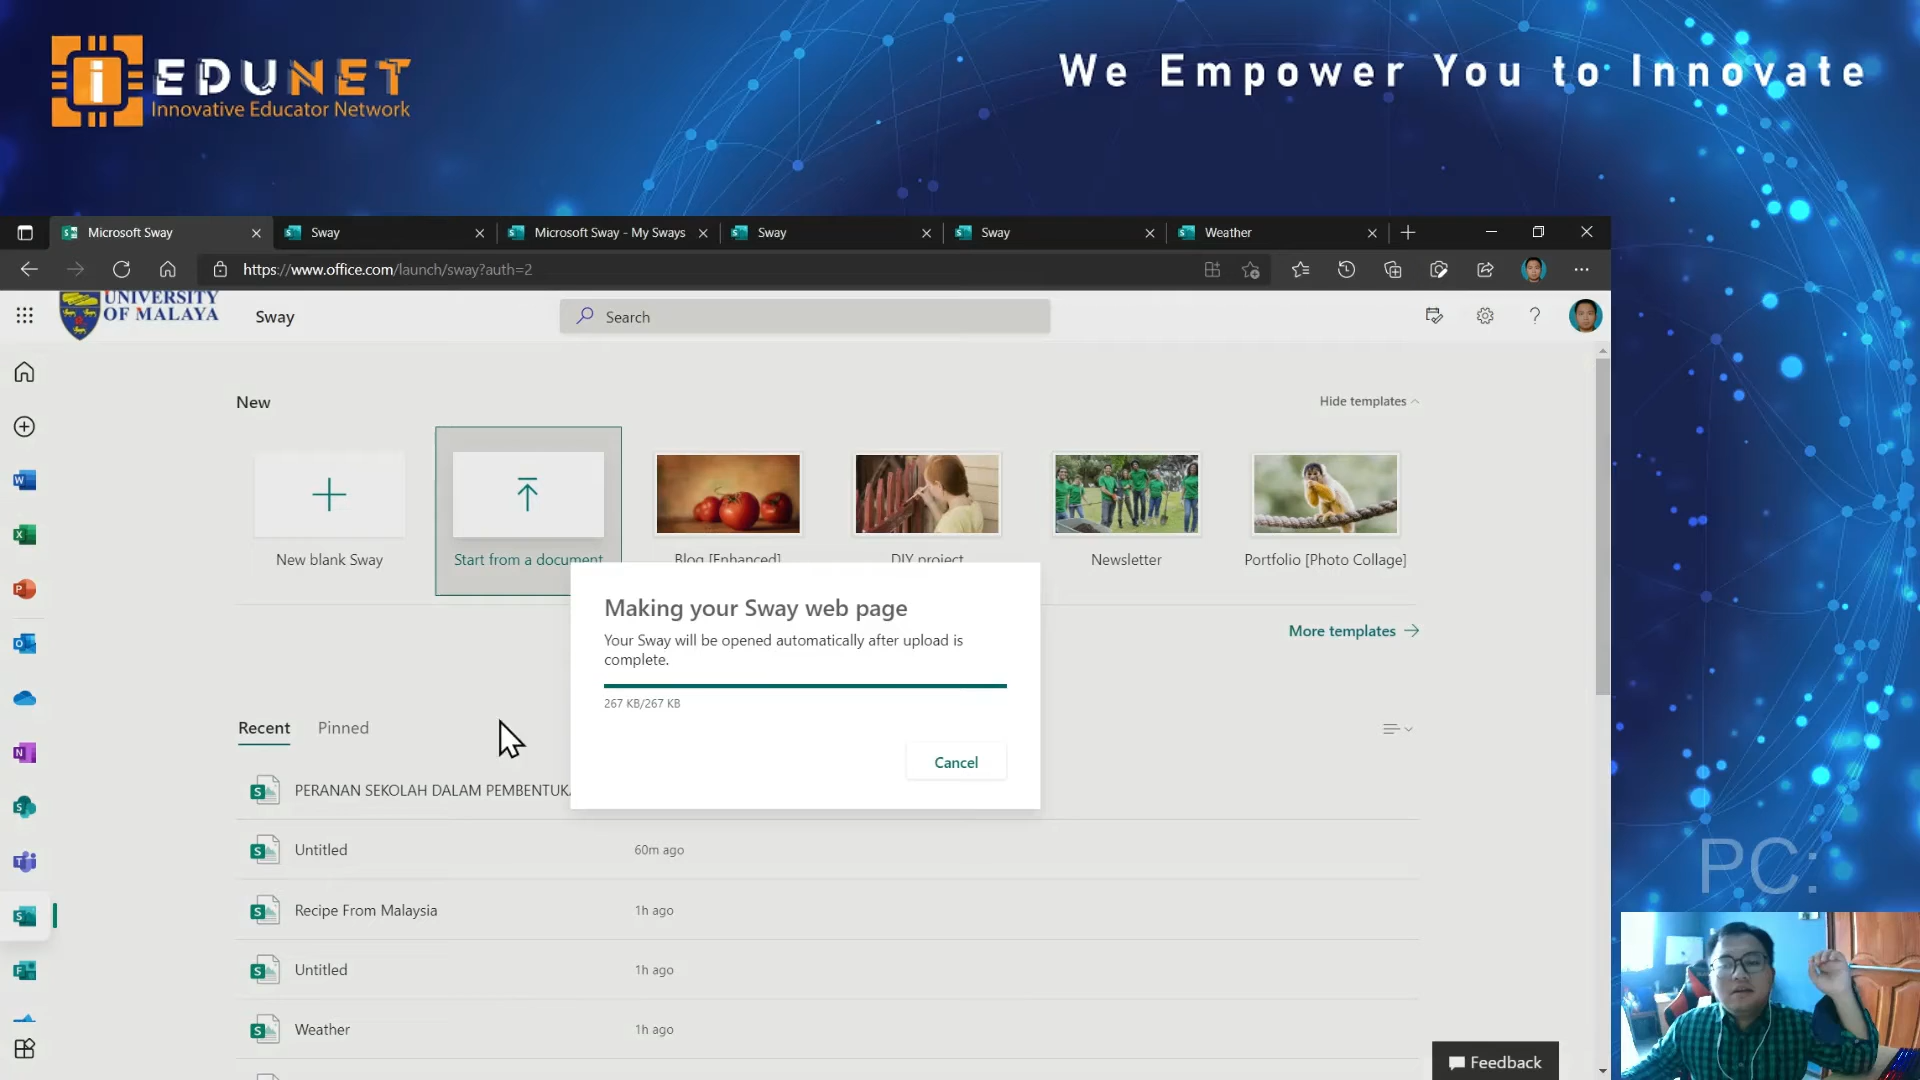 i
EDUNET
Innovative Educator Network
We Empower You to Innovate
Microsoft Sway
Sway
Microsoft Sway - My Sways
Sway
Sway
Weather
https://www.office.com/launch/sway?auth=2
UNIVERSITY
OF MALAYA
Sway
Search
New
Hide templates
New blank Sway
Start from a document
Blog [Enhanced]
DIY project
Newsletter
Portfolio [Photo Collage]
More templates
Making your Sway web page
Your Sway will be opened automatically after upload is
complete.
267 KB/267 KB
Cancel
Recent
Pinned
PERANAN SEKOLAH DALAM PEMBENTUK
Untitled
60m ago
Recipe From Malaysia
1h ago
Untitled
1h ago
Weather
1h ago
Feedback
PC: